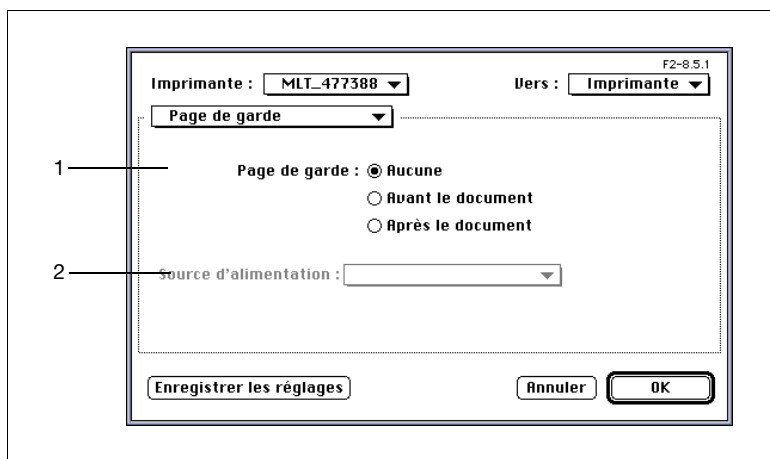 F2-8.5.1
Imprimante : MLT_477388 Vers : Imprimante
Page de garde
1
Page de garde : Aucune
Avant le document
Après le document
2
Source d'alimentation :
Enregistrer les réglages Annuler OK